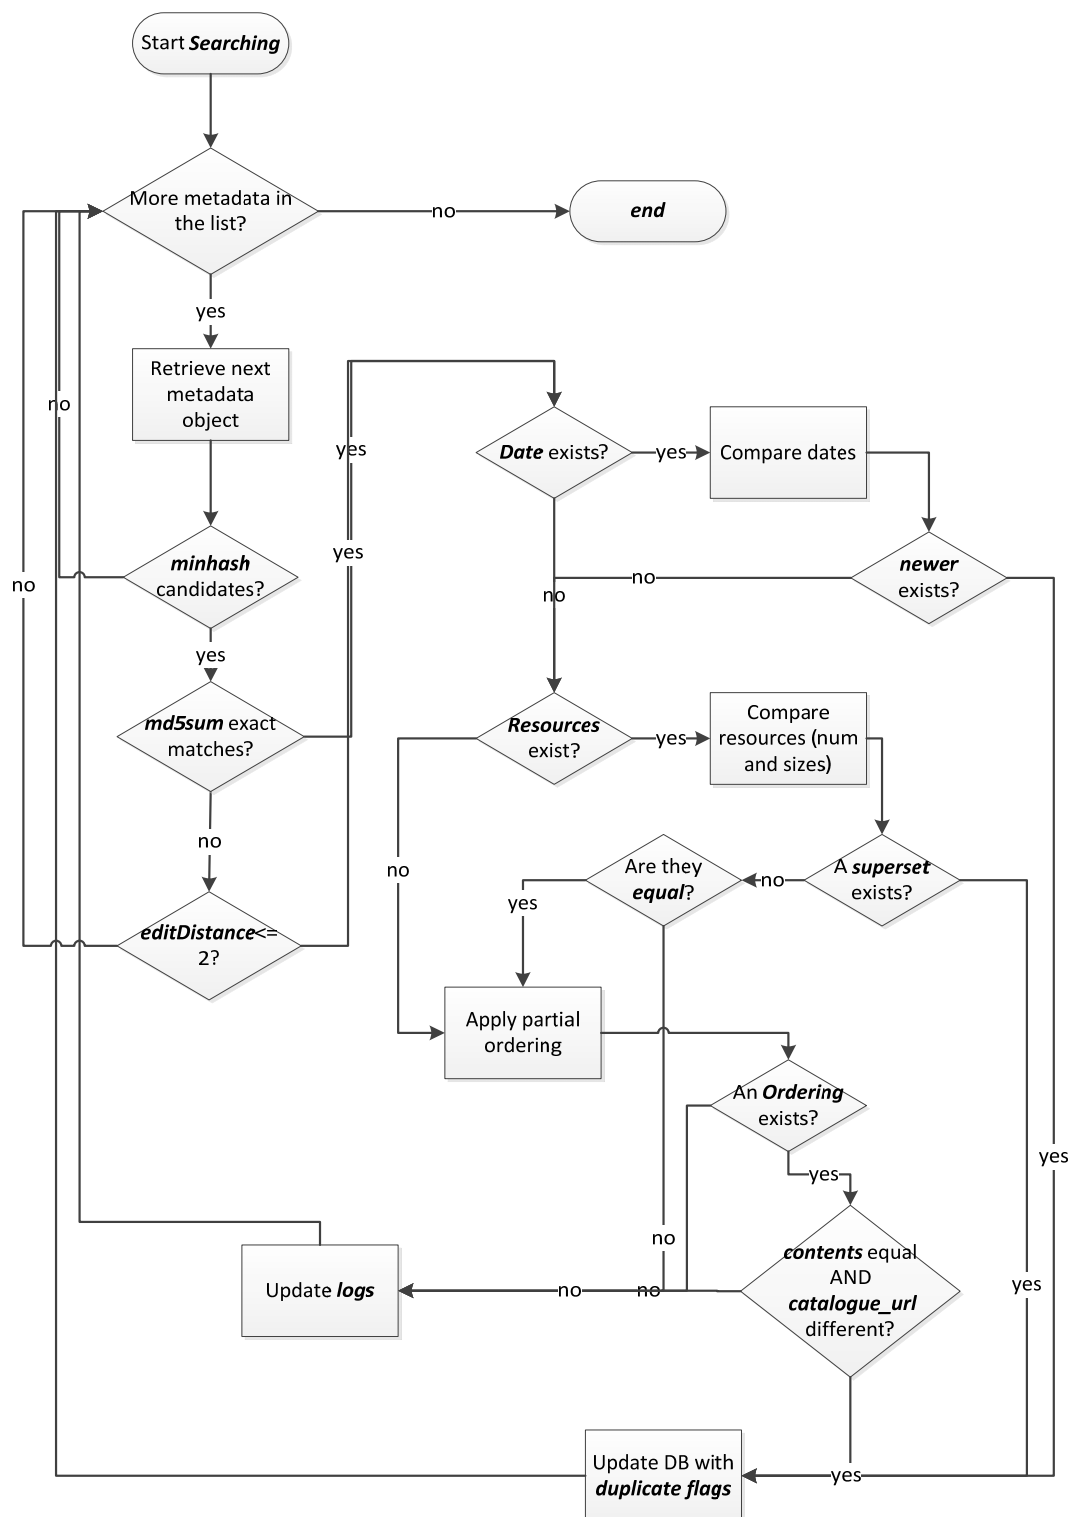 Start Searching
More metadata in
the list?
no
end
yes
Retrieve next
metadata
object
no
yes
Date exists?
yes
Compare dates
yes
minhash
candidates?
no
newer
exists?
no
no
yes
md5sum exact
matches?
Resources
exist?
yes
Compare
resources (num
and sizes)
no
no
Are they
equal?
no
A superset
exists?
yes
editDistance<=
2?
Apply partial
ordering
An Ordering
exists?
yes
yes
no
contents equal
AND
catalogue_url
different?
Update logs
no
no
yes
Update DB with
duplicate flags
yes